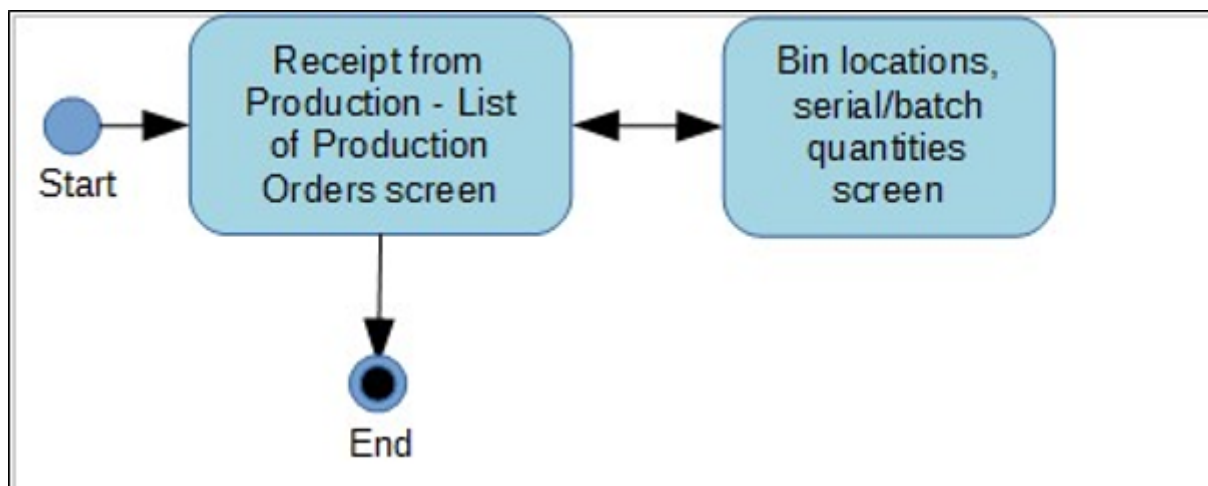 Start
Receipt from
Production - List
of Production
Orders screen
Bin locations,
serial/batch
quantities
screen
End